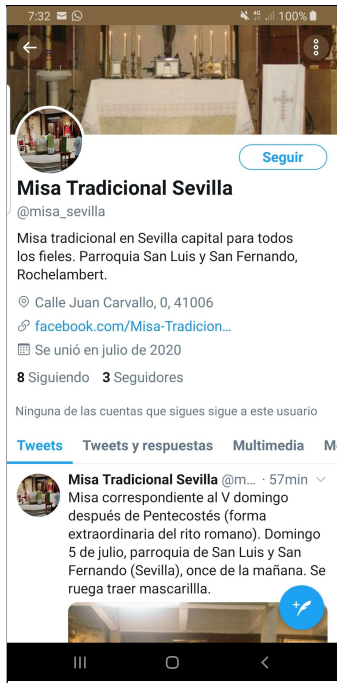 7:32 4G 100%
Seguir
Misa Tradicional Sevilla
@misa_sevilla
Misa tradicional en Sevilla capital para todos
los fieles. Parroquia San Luis y San Fernando,
Rochelambert.
Calle Juan Carvallo, 0, 41006
facebook.com/Misa-Tradicion...
Se unió en julio de 2020
8 Siguiendo 3 Seguidores
Ninguna de las cuentas que sigues sigue a este usuario
Tweets Tweets y respuestas Multimedia M
Misa Tradicional Sevilla @m... · 57min
Misa correspondiente al V domingo
después de Pentecostés (forma
extraordinaria del rito romano). Domingo
5 de julio, parroquia de San Luis y San
Fernando (Sevilla), once de la mañana. Se
ruega traer mascarillla.